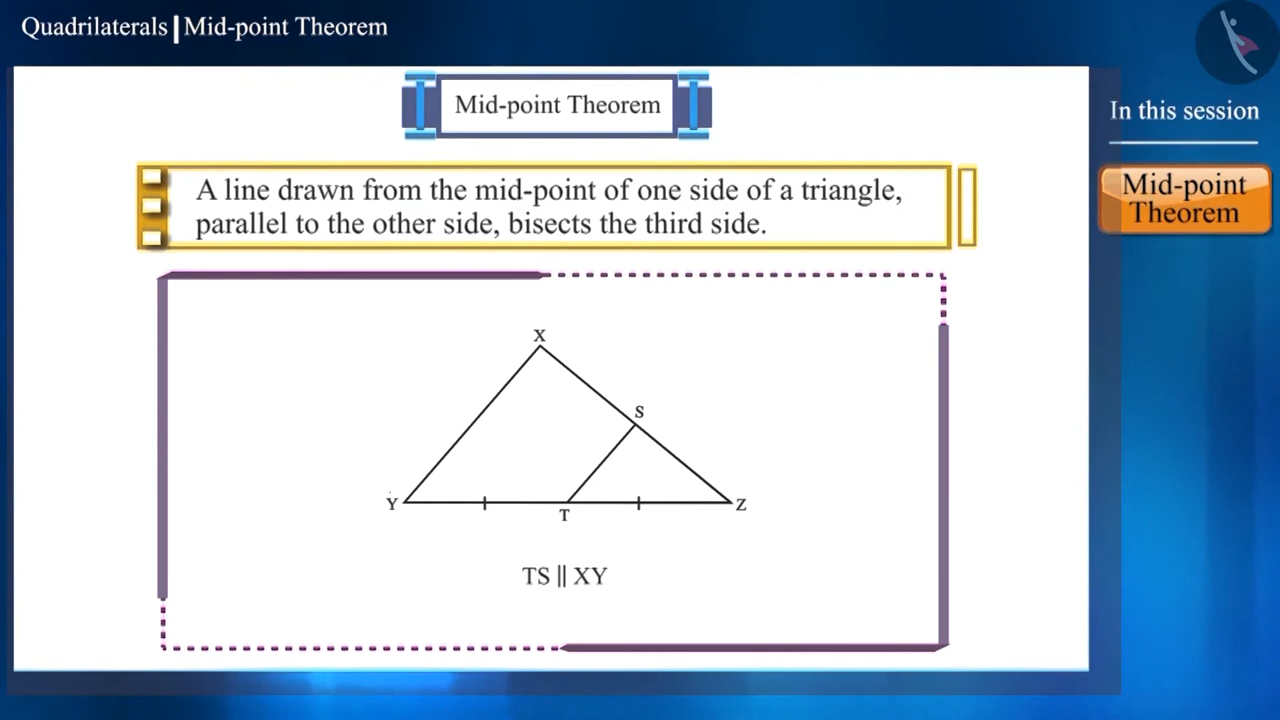 Quadrilaterals | Mid-point Theorem
Mid-point Theorem
In this session
Mid-point
Theorem
A line drawn from the mid-point of one side of a triangle,
parallel to the other side, bisects the third side.
X
S
Y
T
Z
TS || XY